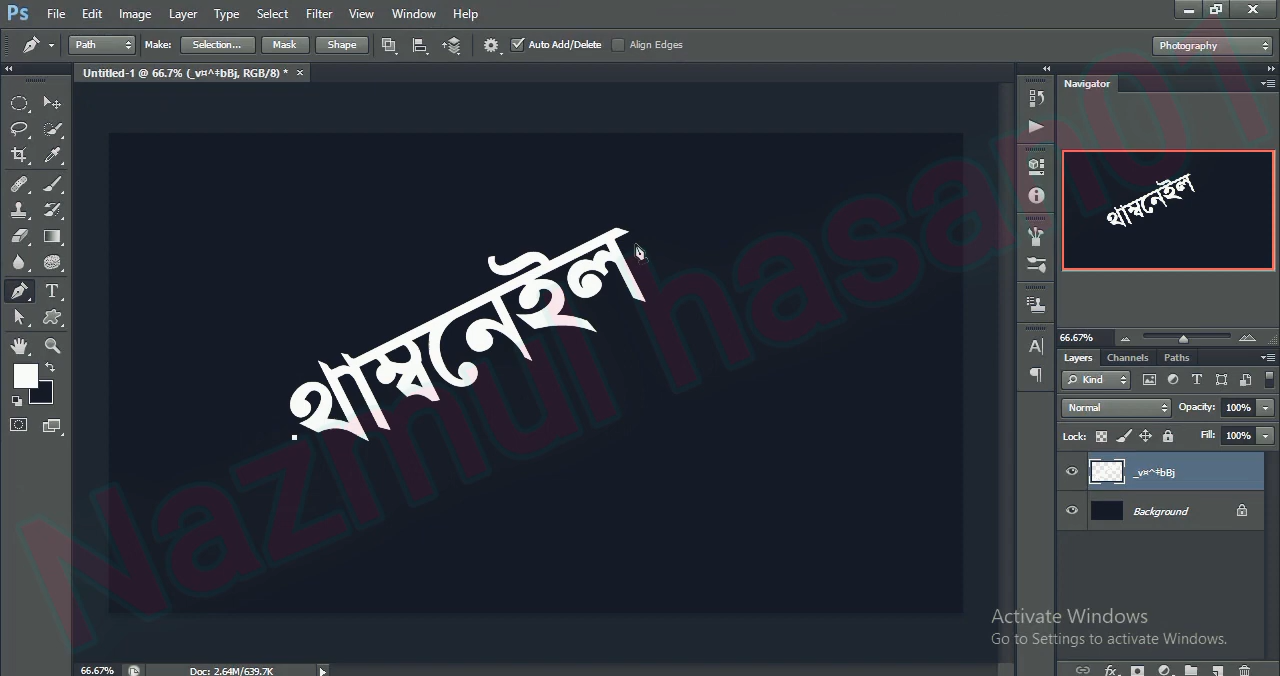 Ps File Edit Image Layer Type Select Filter View Window Help
Path Make: Selection... Mask Shape Auto Add/Delete Align Edges Photography
Untitled-1 @ 66.7% (_v¤^‡bBj, RGB/8) * ×
Navigator
থাম্বনেইল
থাম্বনেইল
Nazmul hasan01
66.67%
Layers Channels Paths
Kind
Normal Opacity: 100%
Lock: Fill: 100%
_v¤^‡bBj
Background
Activate Windows
Go to Settings to activate Windows.
66.67% Doc: 2.64M/639.7K